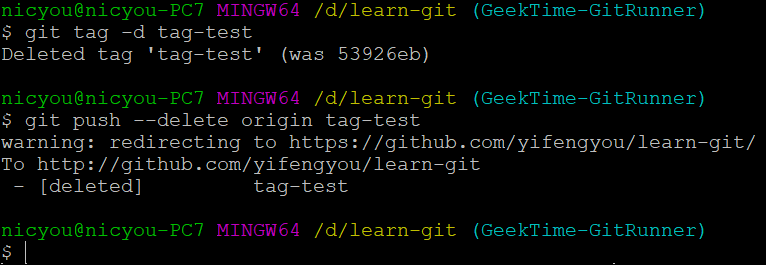 nicyou@nicyou-PC7 MINGW64 /d/learn-git (GeekTime-GitRunner)
$ git tag -d tag-test
Deleted tag 'tag-test' (was 53926eb)
nicyou@nicyou-PC7 MINGW64 /d/learn-git (GeekTime-GitRunner)
$ git push --delete origin tag-test
warning: redirecting to https://github.com/yifengyou/learn-git/
To http://github.com/yifengyou/learn-git
 - [deleted]         tag-test
nicyou@nicyou-PC7 MINGW64 /d/learn-git (GeekTime-GitRunner)
$